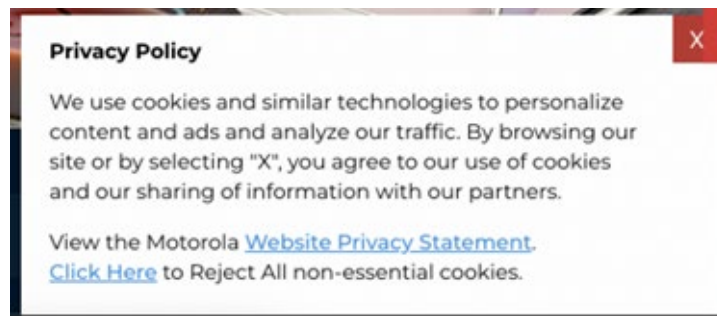 Privacy Policy
X
We use cookies and similar technologies to personalize
content and ads and analyze our traffic. By browsing our
site or by selecting "X", you agree to our use of cookies
and our sharing of information with our partners.
View the Motorola Website Privacy Statement.
Click Here to Reject All non-essential cookies.